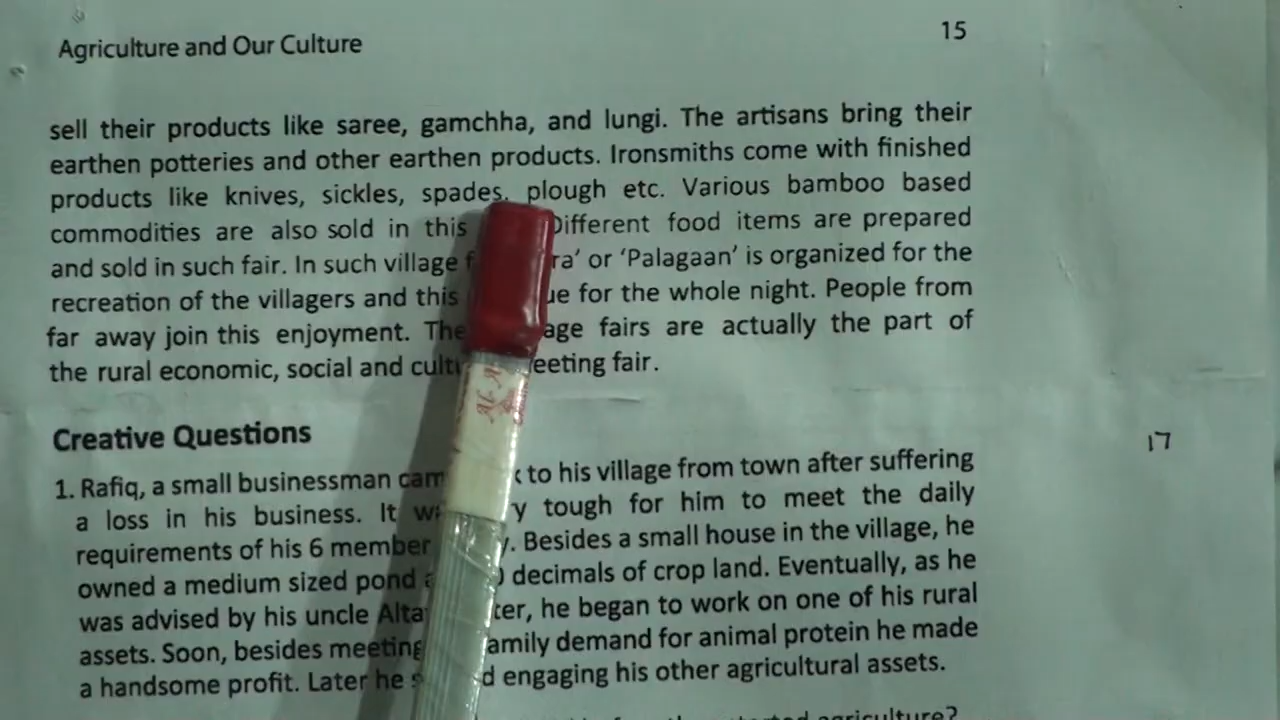 Agriculture and Our Culture 15
sell their products like saree, gamchha, and lungi. The artisans bring their
earthen potteries and other earthen products. Ironsmiths come with finished
products like knives, sickles, spades, plough etc. Various bamboo based
commodities are also sold in this Different food items are prepared
and sold in such fair. In such village or ‘Palagaan’ is organized for the
recreation of the villagers and this for the whole night. People from
far away join this enjoyment. The fairs are actually the part of
the rural economic, social and fair.
Creative Questions
17
1. Rafiq, a small businessman to his village from town after suffering
a loss in his business. It tough for him to meet the daily
requirements of his 6 member Besides a small house in the village, he
owned a medium sized pond decimals of crop land. Eventually, as he
was advised by his uncle he began to work on one of his rural
assets. Soon, besides meeting family demand for animal protein he made
a handsome profit. Later he engaging his other agricultural assets.
agriculture?